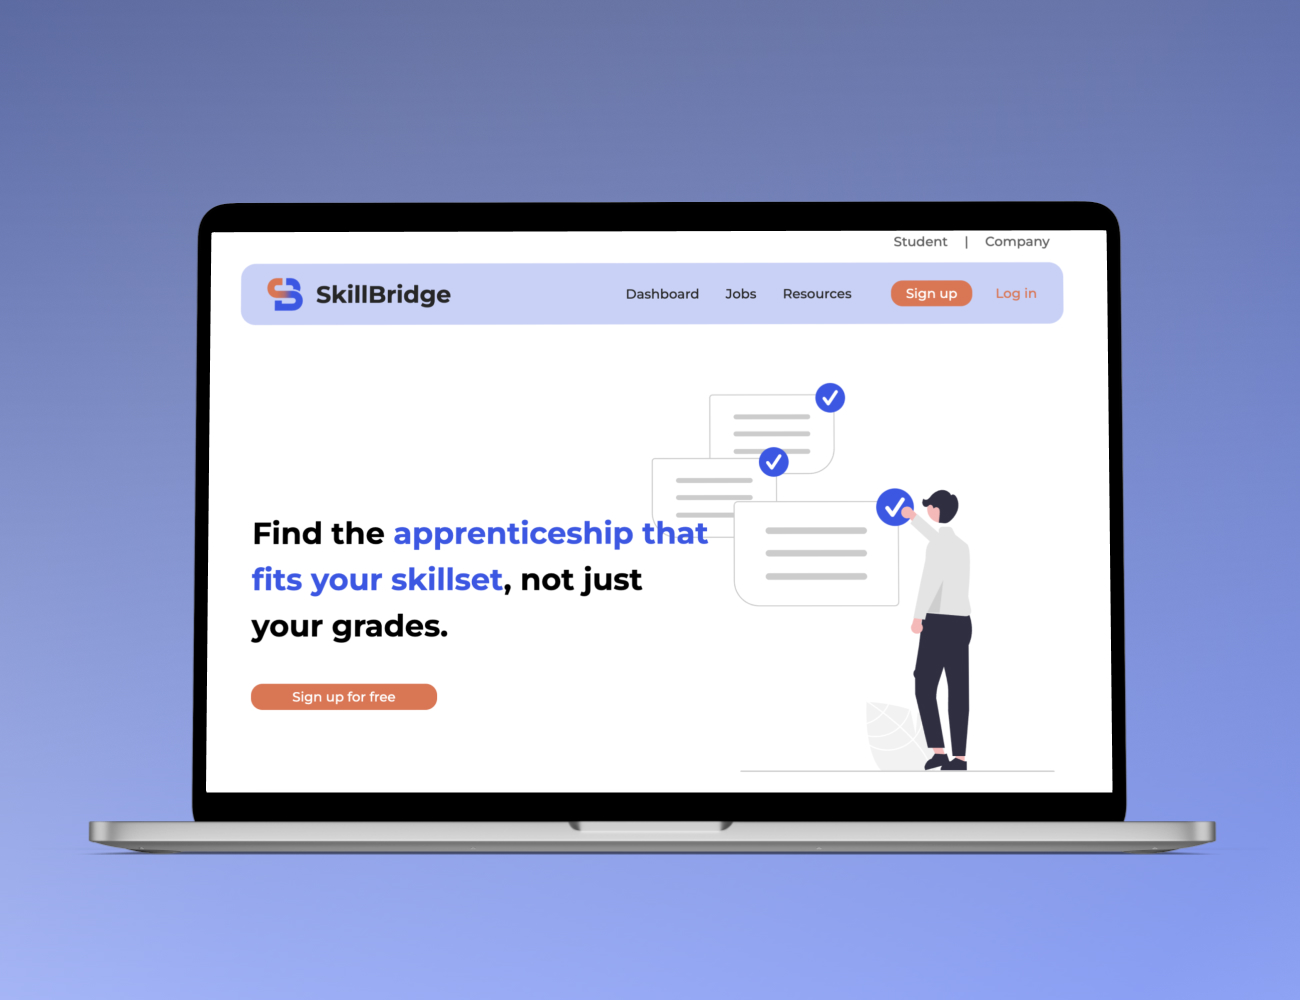 Student | Company
SkillBridge
Dashboard Jobs Resources Sign up Log in
Find the apprenticeship that
fits your skillset, not just
your grades.
Sign up for free